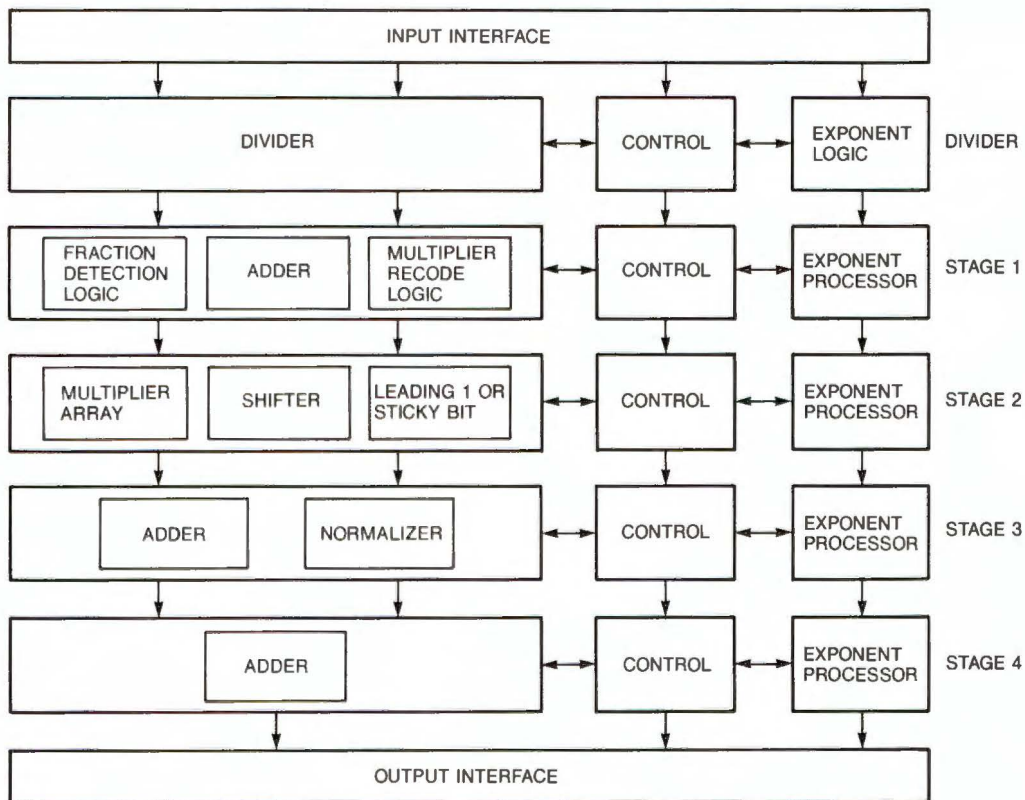 INPUT INTERFACE
DIVIDER
CONTROL
EXPONENT
LOGIC
DIVIDER
FRACTION
DETECTION
LOGIC
ADDER
MULTIPLIER
RECODE
LOGIC
CONTROL
EXPONENT
PROCESSOR
STAGE 1
MULTIPLIER
ARRAY
SHIFTER
LEADING 1 OR
STICKY BIT
CONTROL
EXPONENT
PROCESSOR
STAGE 2
ADDER
NORMALIZER
CONTROL
EXPONENT
PROCESSOR
STAGE 3
ADDER
CONTROL
EXPONENT
PROCESSOR
STAGE 4
OUTPUT INTERFACE